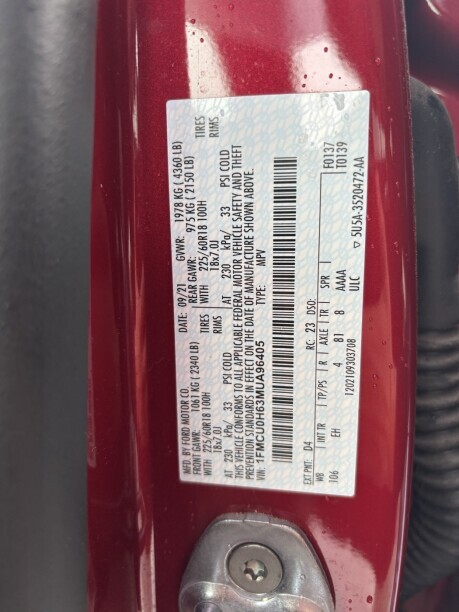 MFD. BY FORD MOTOR CO.
DATE: 09/21 GVWR: 1978 KG ( 4360 LB)
FRONT GAWR: 1061 KG ( 2340 LB) REAR GAWR: 975 KG ( 2150 LB)
WITH 225/60R18 100H TIRES WITH 225/60R18 100H TIRES
18x7.0J RIMS 18x7.0J RIMS
AT 230 kPa/ 33 PSI COLD AT 230 kPa/ 33 PSI COLD
THIS VEHICLE CONFORMS TO ALL APPLICABLE FEDERAL MOTOR VEHICLE SAFETY AND THEFT
PREVENTION STANDARDS IN EFFECT ON THE DATE OF MANUFACTURE SHOWN ABOVE.
VIN: 1FMCU0H63MUA96405 TYPE: MPV
F0137
T0139
EXT PNT: D4 RC: 23 DSO:
WB INT TR TP/PS R AXLE TR SPR
106 EH 4 B1 B AAAA
ULC
1202109303708
▽ 5U5A-3520472-AA